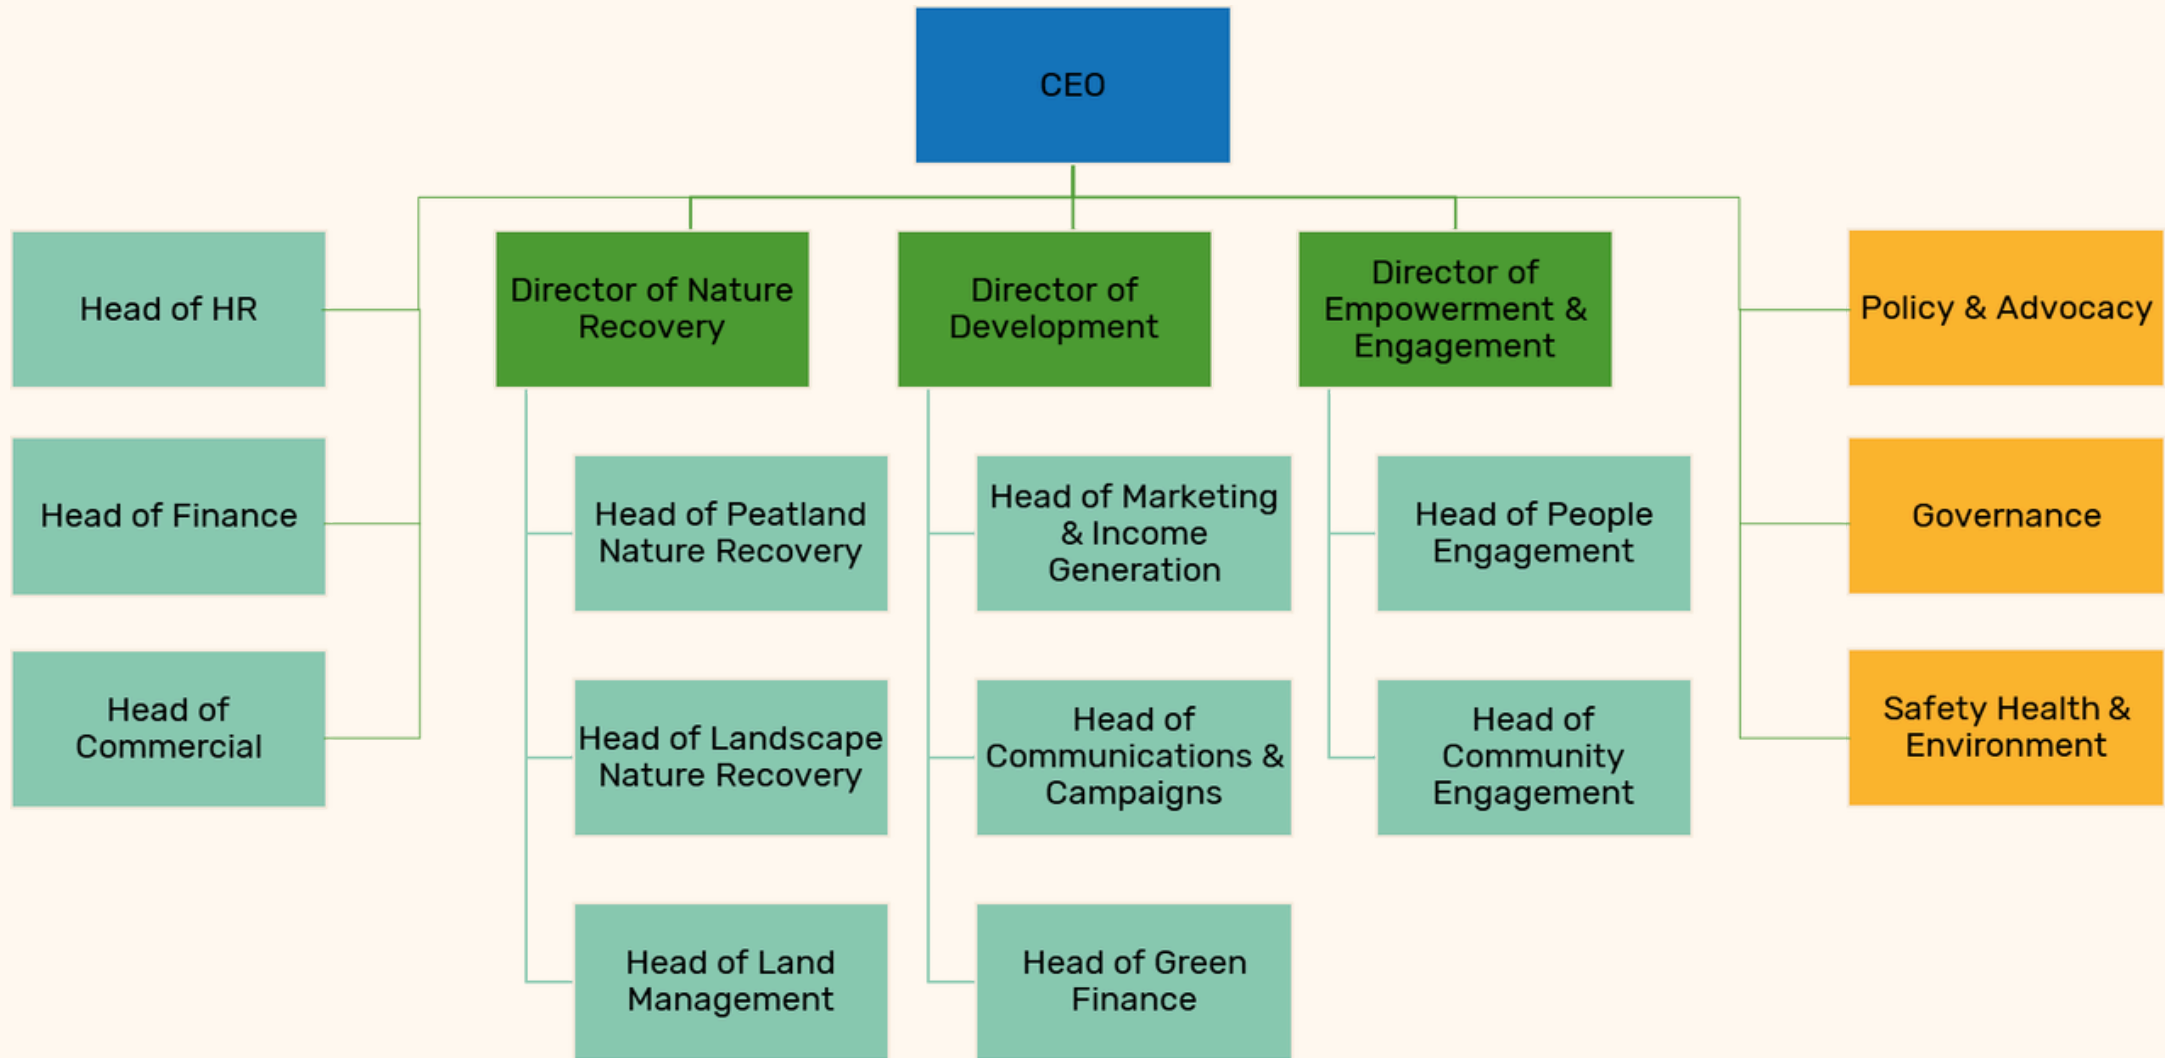 CEO
Head of HR
Director of Nature
Recovery
Director of
Development
Director of
Empowerment &
Engagement
Policy & Advocacy
Head of Finance
Head of Peatland
Nature Recovery
Head of Marketing
& Income
Generation
Head of People
Engagement
Governance
Head of
Commercial
Head of Landscape
Nature Recovery
Head of
Communications &
Campaigns
Head of
Community
Engagement
Safety Health &
Environment
Head of Land
Management
Head of Green
Finance